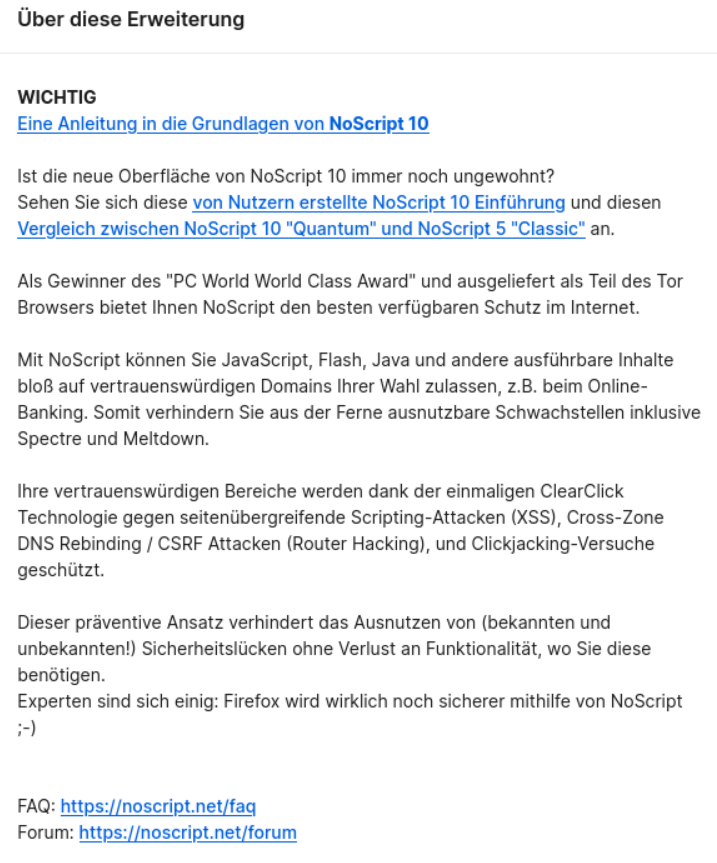 Über diese Erweiterung
WICHTIG
Eine Anleitung in die Grundlagen von NoScript 10
Ist die neue Oberfläche von NoScript 10 immer noch ungewohnt?
Sehen Sie sich diese von Nutzern erstellte NoScript 10 Einführung und diesen
Vergleich zwischen NoScript 10 "Quantum" und NoScript 5 "Classic" an.
Als Gewinner des "PC World World Class Award" und ausgeliefert als Teil des Tor
Browsers bietet Ihnen NoScript den besten verfügbaren Schutz im Internet.
Mit NoScript können Sie JavaScript, Flash, Java und andere ausführbare Inhalte
bloß auf vertrauenswürdigen Domains Ihrer Wahl zulassen, z.B. beim Online-
Banking. Somit verhindern Sie aus der Ferne ausnutzbare Schwachstellen inklusive
Spectre und Meltdown.
Ihre vertrauenswürdigen Bereiche werden dank der einmaligen ClearClick
Technologie gegen seitenübergreifende Scripting-Attacken (XSS), Cross-Zone
DNS Rebinding / CSRF Attacken (Router Hacking), und Clickjacking-Versuche
geschützt.
Dieser präventive Ansatz verhindert das Ausnutzen von (bekannten und
unbekannten!) Sicherheitslücken ohne Verlust an Funktionalität, wo Sie diese
benötigen.
Experten sind sich einig: Firefox wird wirklich noch sicherer mithilfe von NoScript
;-)
FAQ: https://noscript.net/faq
Forum: https://noscript.net/forum